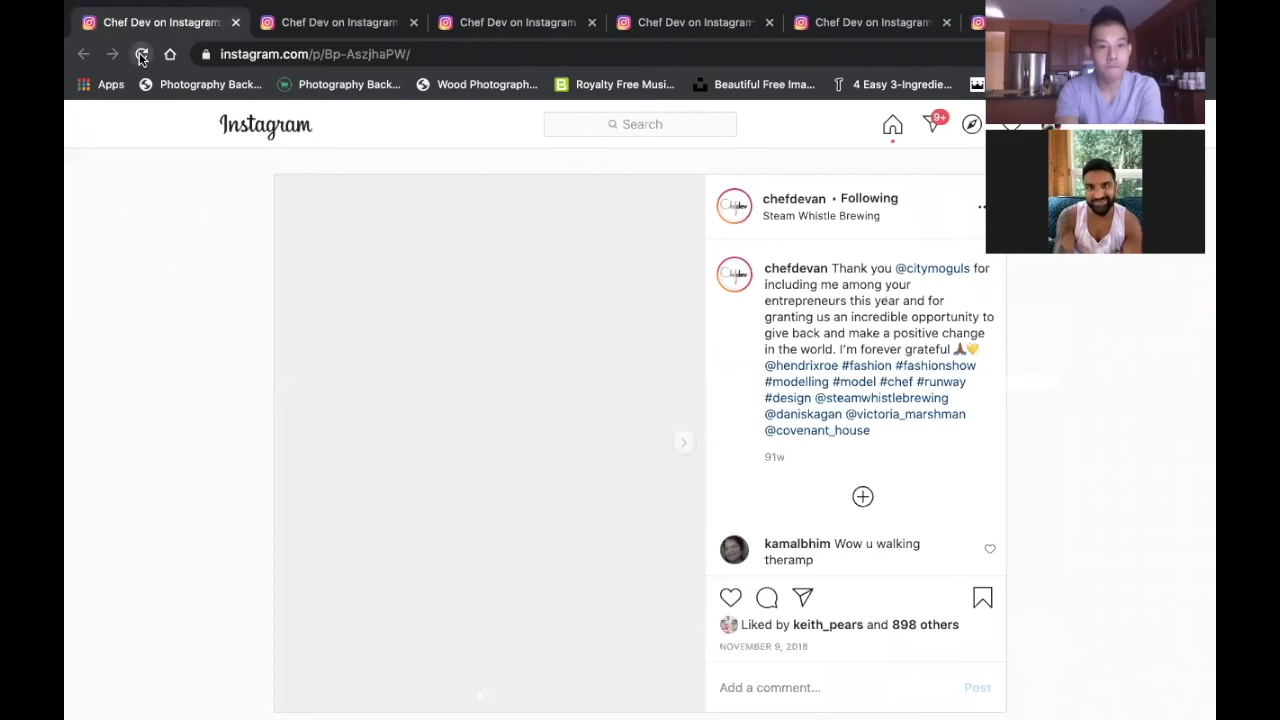 Chef Dev on Instagram Chef Dev on Instagram Chef Dev on Instagram Chef Dev on Instagram Chef Dev on Instagram
instagram.com/p/Bp-AszjhaPW/
Apps Photography Back... Photography Back... Wood Photograph... Royalty Free Musi... Beautiful Free Ima... 4 Easy 3-Ingredie...
Instagram Search 9+
chefdevan • Following
Steam Whistle Brewing
chefdevan Thank you @citymoguls for
including me among your
entrepreneurs this year and for
granting us an incredible opportunity to
give back and make a positive change
in the world. I'm forever grateful 🙏🏾💛
@hendrixroe #fashion #fashionshow
#modelling #model #chef #runway
#design @steamwhistlebrewing
@daniskagan @victoria_marshman
@covenant_house
91w
kamalbhim Wow u walking
theramp
Liked by keith_pears and 898 others
NOVEMBER 9, 2018
Add a comment... Post